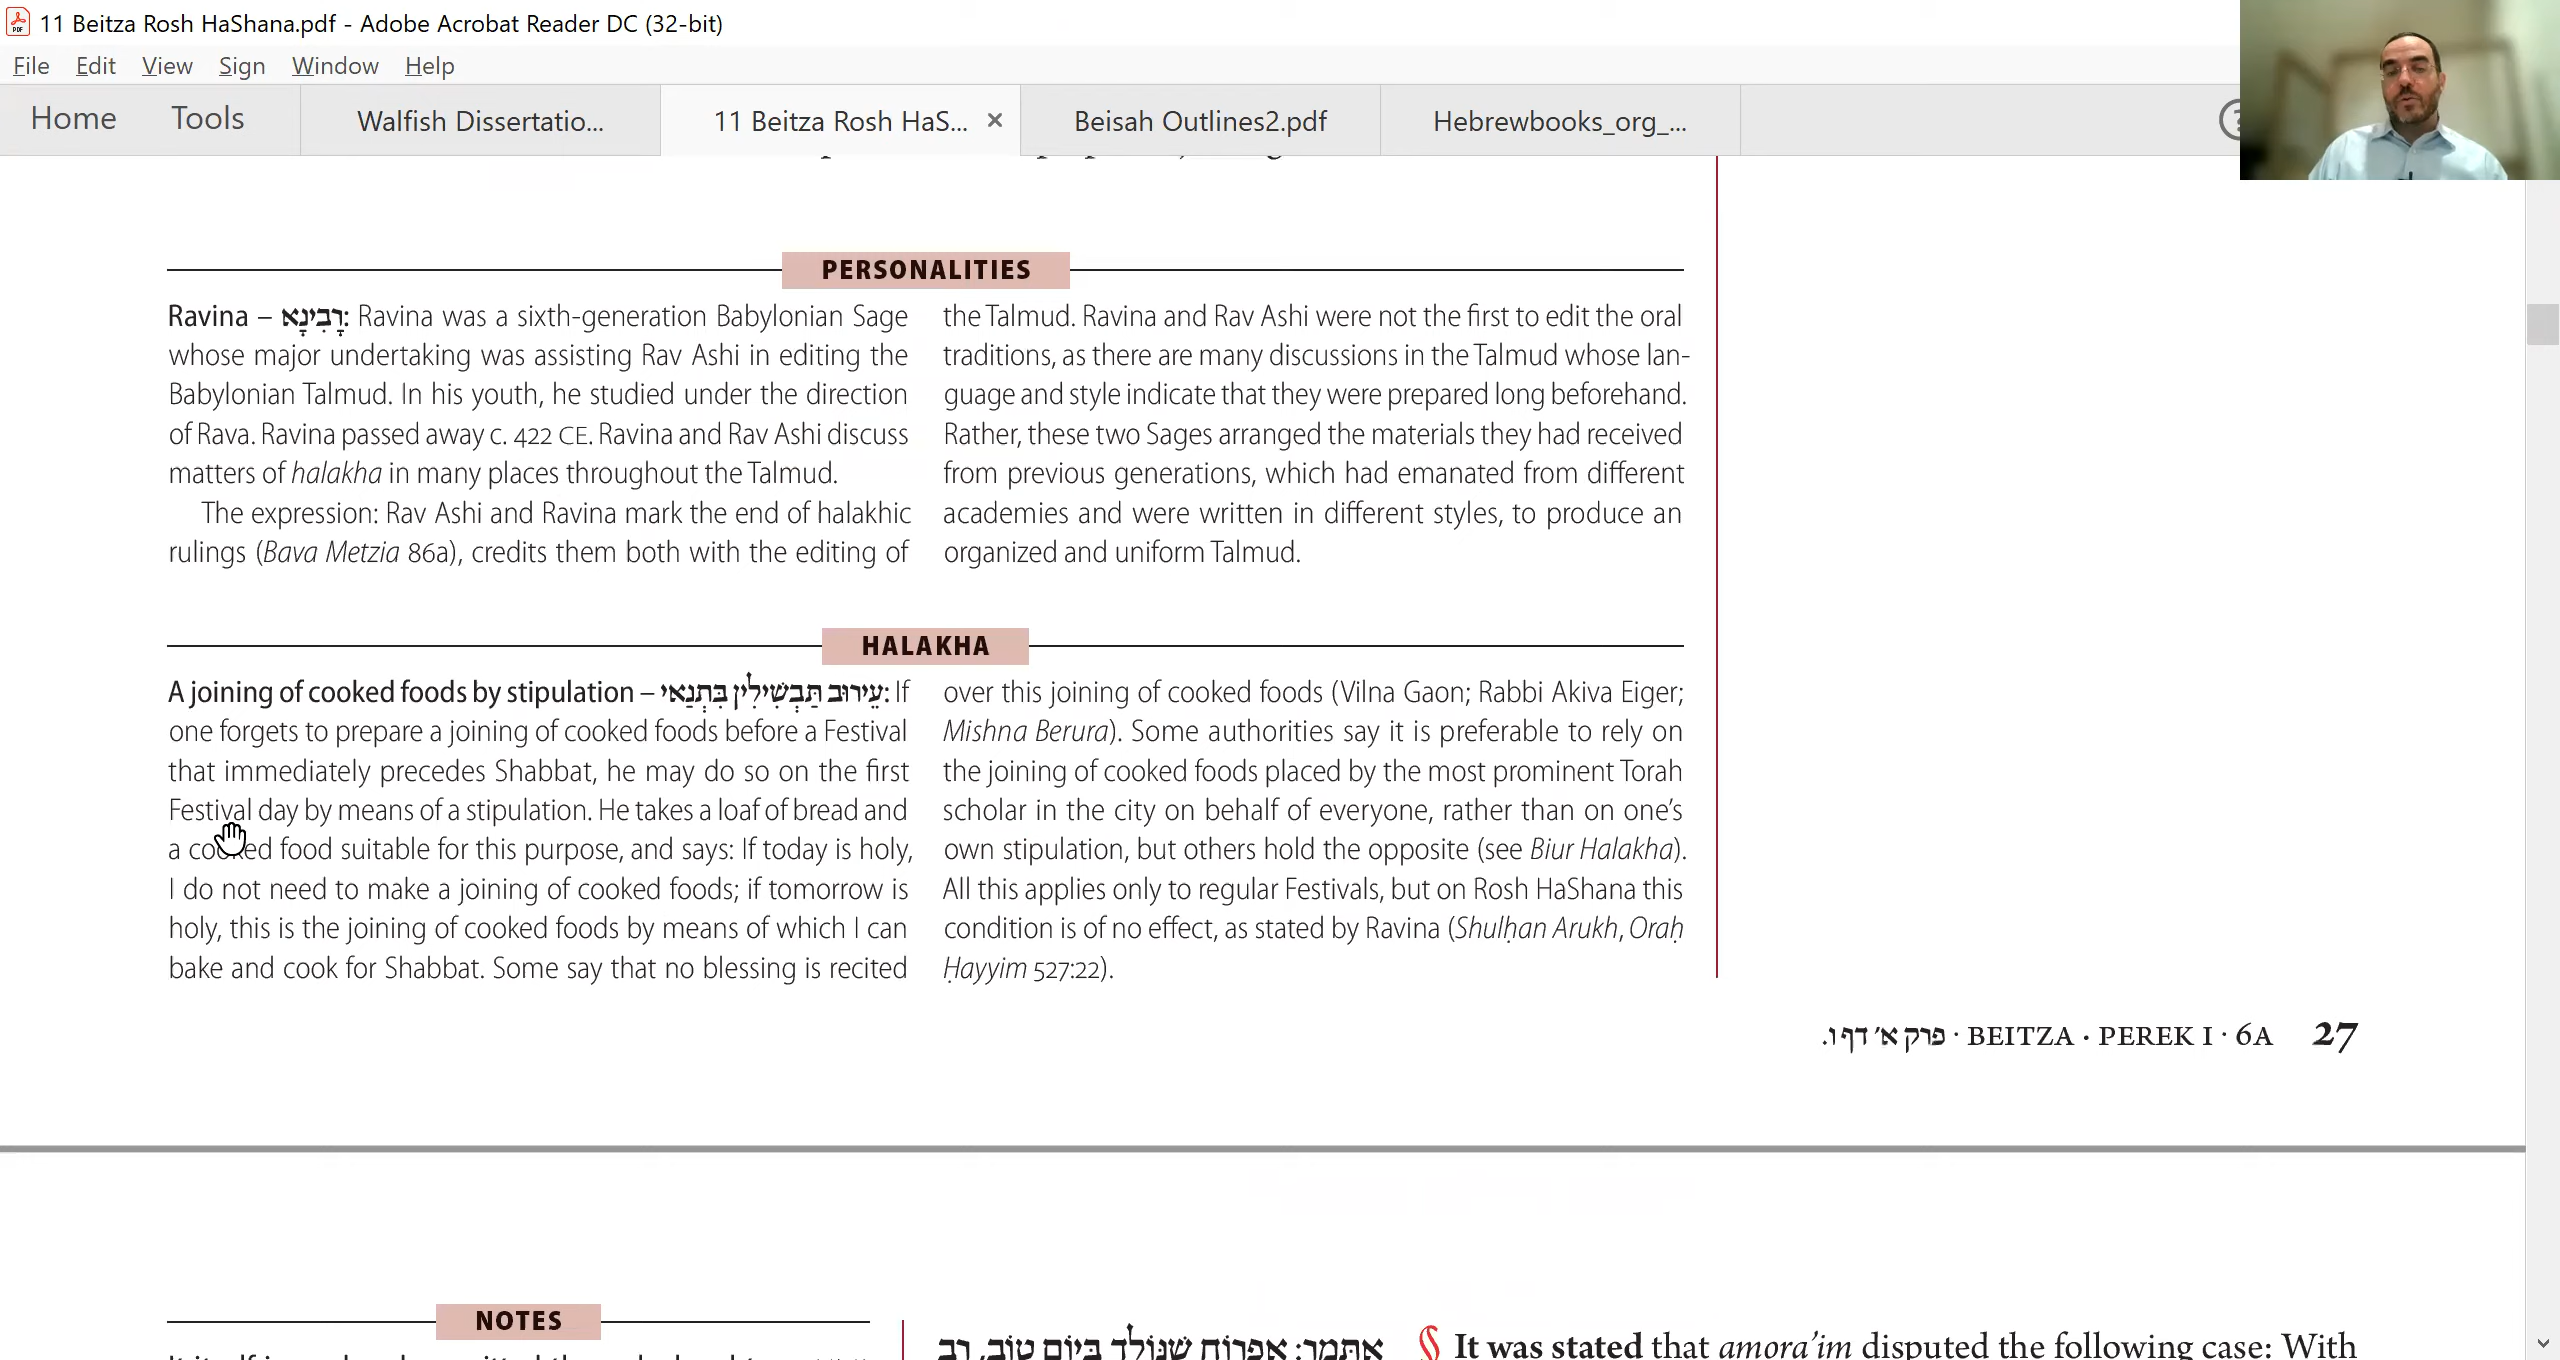 11 Beitza Rosh HaShana.pdf - Adobe Acrobat Reader DC (32-bit)
File Edit View Sign Window Help
Home Tools Walfish Dissertatio... 11 Beitza Rosh HaS... × Beisah Outlines2.pdf Hebrewbooks_org_...
PERSONALITIES
Ravina – רָבִינָא: Ravina was a sixth-generation Babylonian Sage
whose major undertaking was assisting Rav Ashi in editing the
Babylonian Talmud. In his youth, he studied under the direction
of Rava. Ravina passed away c. 422 CE. Ravina and Rav Ashi discuss
matters of halakha in many places throughout the Talmud.
The expression: Rav Ashi and Ravina mark the end of halakhic
rulings (Bava Metzia 86a), credits them both with the editing of
the Talmud. Ravina and Rav Ashi were not the first to edit the oral
traditions, as there are many discussions in the Talmud whose lan-
guage and style indicate that they were prepared long beforehand.
Rather, these two Sages arranged the materials they had received
from previous generations, which had emanated from different
academies and were written in different styles, to produce an
organized and uniform Talmud.
HALAKHA
A joining of cooked foods by stipulation – עֵירוּב תַּבְשִׁילִין בִּתְנַאי: If
one forgets to prepare a joining of cooked foods before a Festival
that immediately precedes Shabbat, he may do so on the first
Festival day by means of a stipulation. He takes a loaf of bread and
a cooked food suitable for this purpose, and says: If today is holy,
I do not need to make a joining of cooked foods; if tomorrow is
holy, this is the joining of cooked foods by means of which I can
bake and cook for Shabbat. Some say that no blessing is recited
over this joining of cooked foods (Vilna Gaon; Rabbi Akiva Eiger;
Mishna Berura). Some authorities say it is preferable to rely on
the joining of cooked foods placed by the most prominent Torah
scholar in the city on behalf of everyone, rather than on one's
own stipulation, but others hold the opposite (see Biur Halakha).
All this applies only to regular Festivals, but on Rosh HaShana this
condition is of no effect, as stated by Ravina (Shulḥan Arukh, Oraḥ
Ḥayyim 527:22).
פרק א׳ דף ו. · BEITZA · PEREK I · 6A 27
NOTES
אִתְּמַר: אֶפְרוֹחַ שֶׁנּוֹלַד בְּיוֹם טוֹב, רַב
§ It was stated that amora'im disputed the following case: With